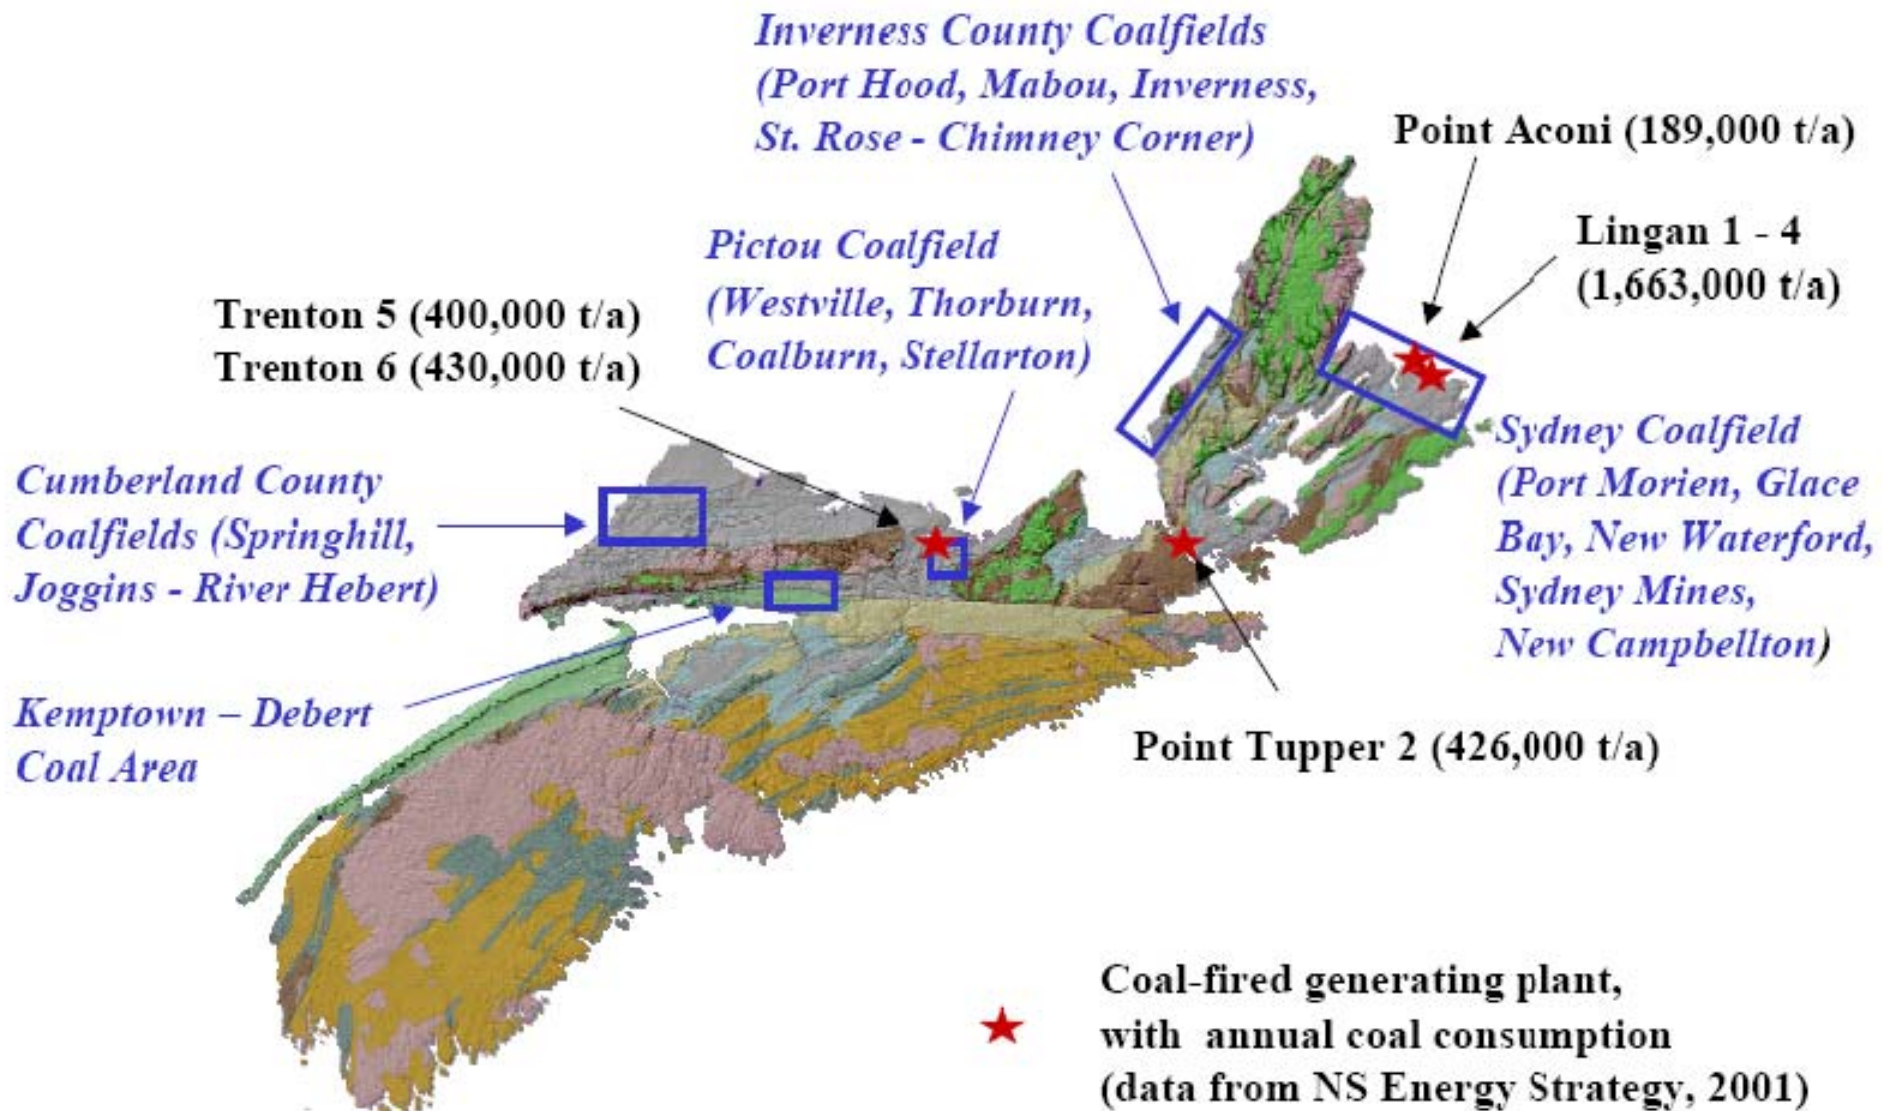 Inverness County Coalfields
(Port Hood, Mabou, Inverness,
St. Rose - Chimney Corner)
Point Aconi (189,000 t/a)
Lingan 1 - 4
(1,663,000 t/a)
Pictou Coalfield
(Westville, Thorburn,
Coalburn, Stellarton)
Trenton 5 (400,000 t/a)
Trenton 6 (430,000 t/a)
Cumberland County
Coalfields (Springhill,
Joggins - River Hebert)
Sydney Coalfield
(Port Morien, Glace
Bay, New Waterford,
Sydney Mines,
New Campbellton)
Kemptown – Debert
Coal Area
Point Tupper 2 (426,000 t/a)
Coal-fired generating plant,
with annual coal consumption
(data from NS Energy Strategy, 2001)